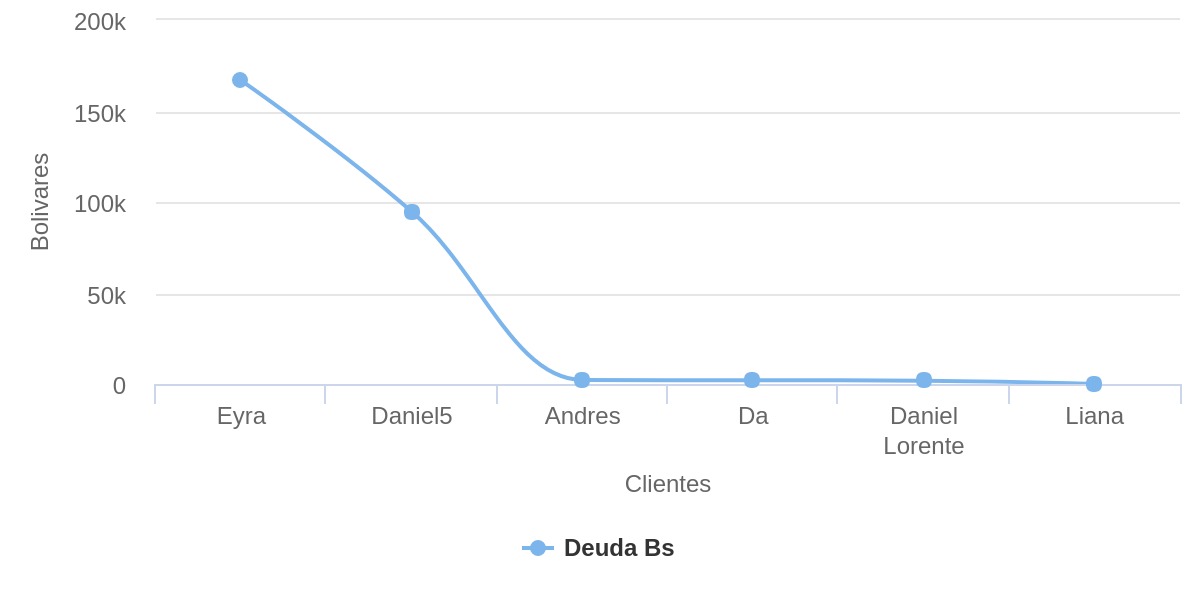 200k
150k
100k
50k
0
Bolivares
Eyra
Daniel5
Andres
Da
Daniel
Lorente
Liana
Clientes
Deuda Bs